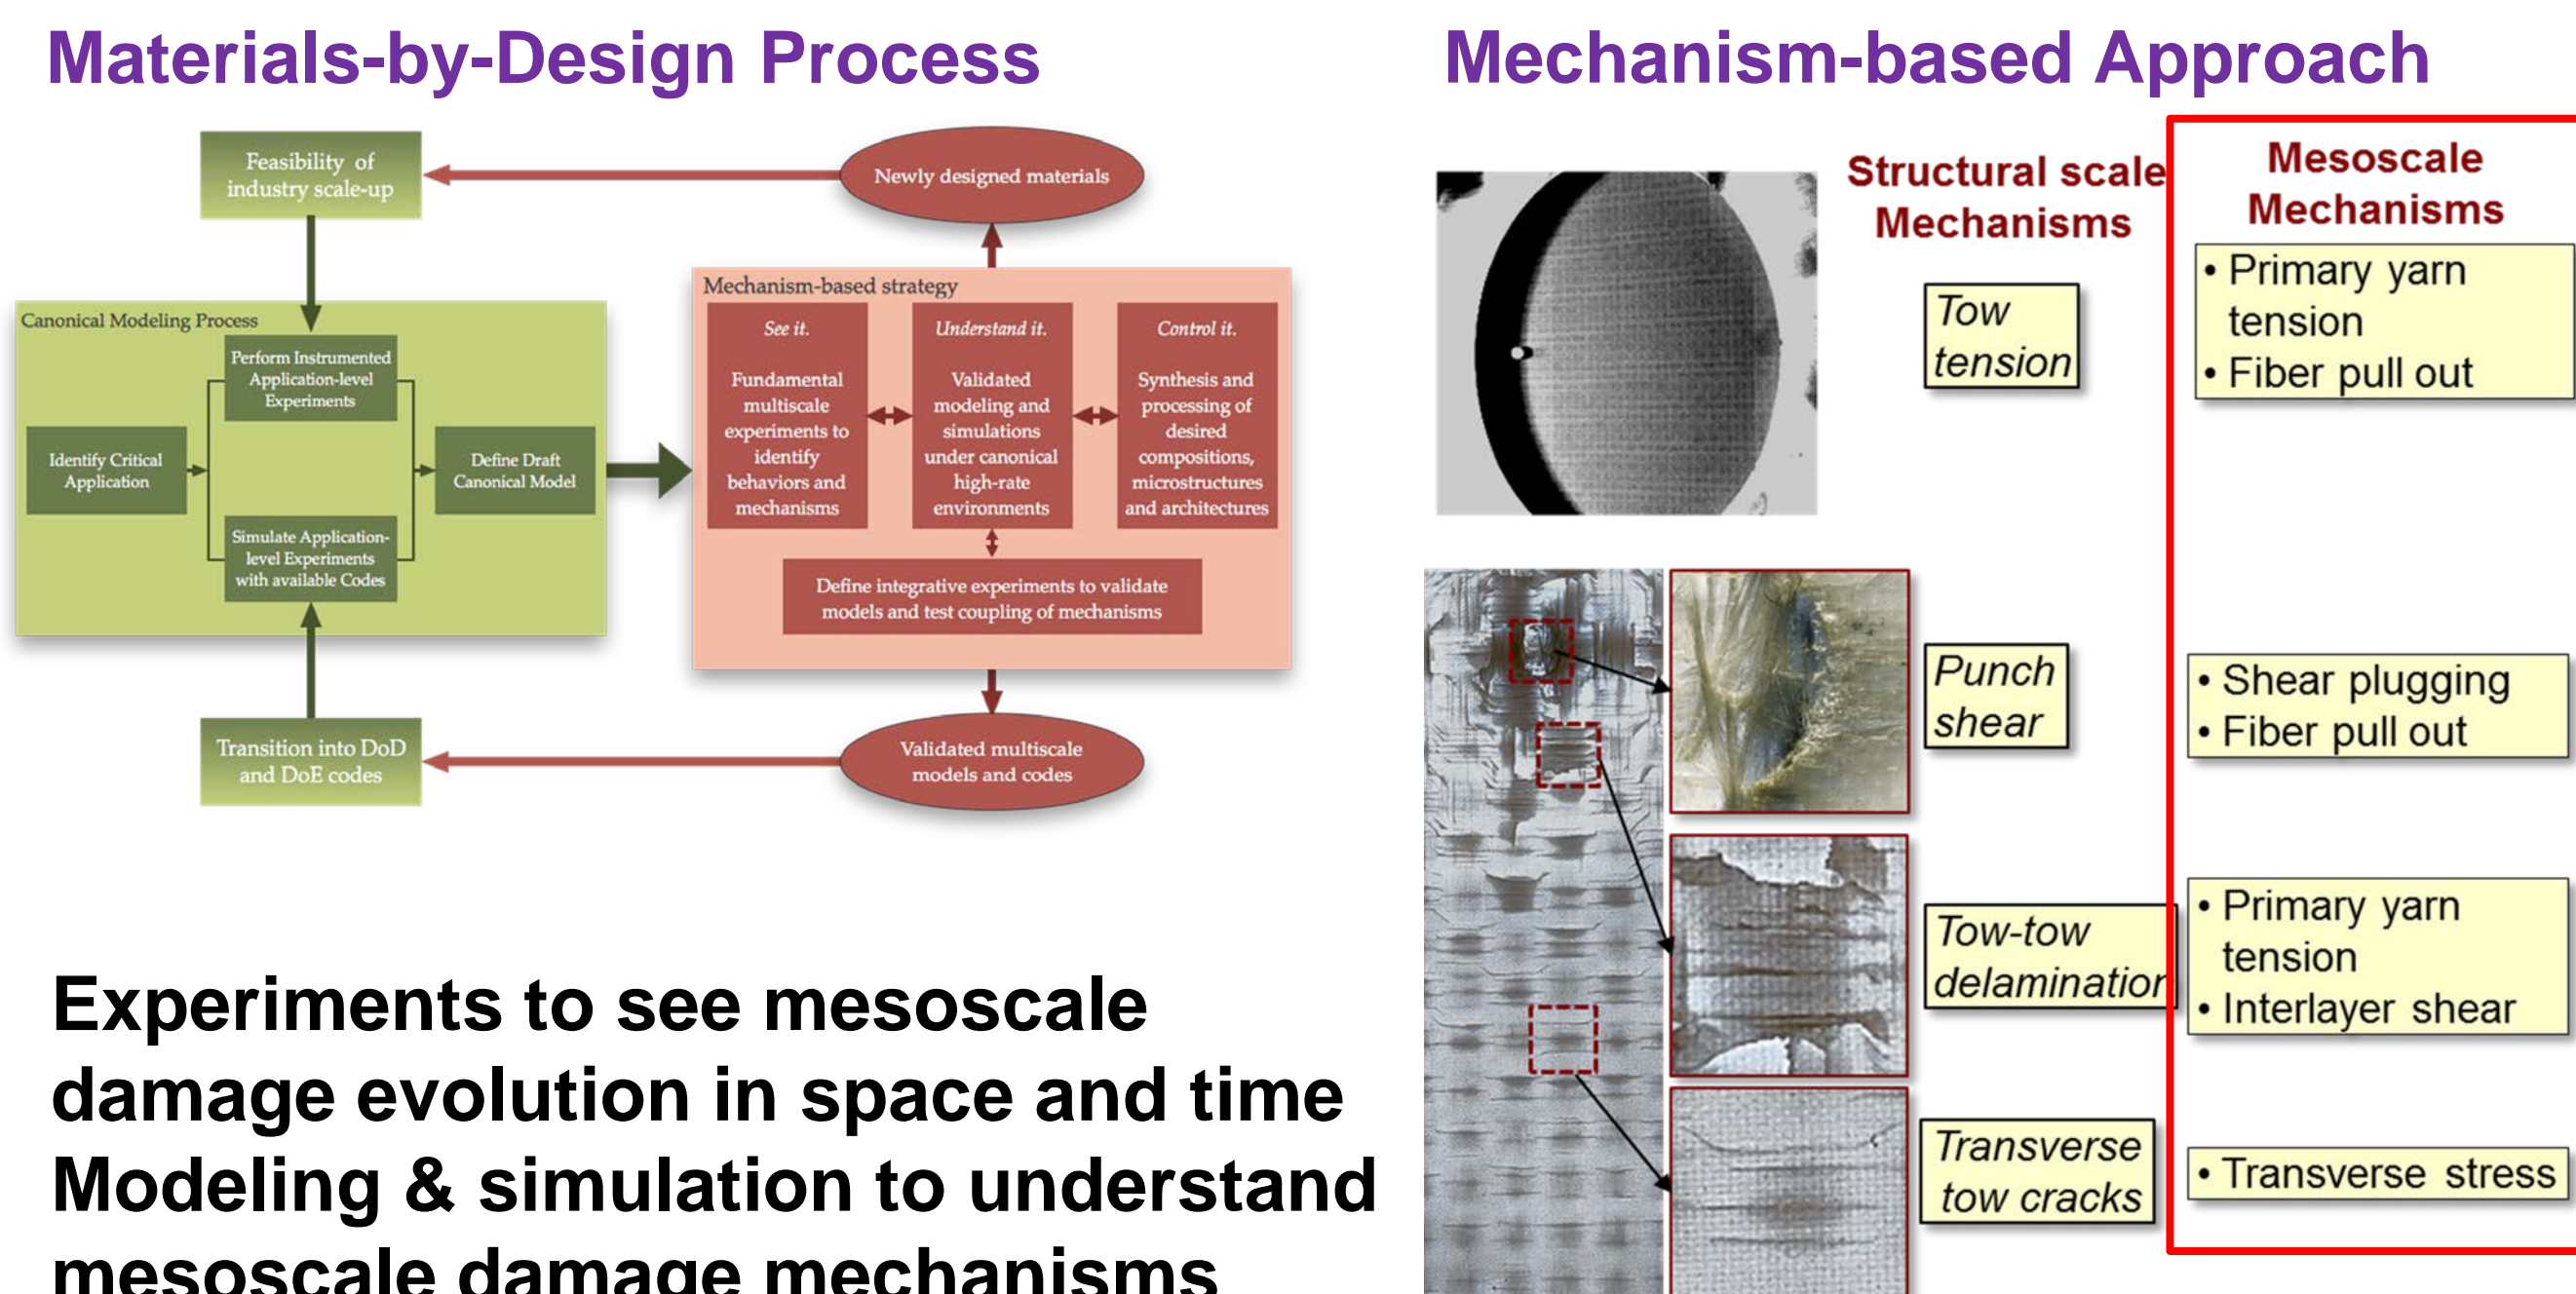 Materials-by-Design Process
Feasibility of
industry scale-up
Newly designed materials
Canonical Modeling Process
Perform Instrumented
Application-level
Experiments
Identify Critical
Application
Define Draft
Canonical Model
Simulate Application-
level Experiments
with available Codes
Mechanism-based strategy
See it.
Fundamental
multiscale
experiments to
identify
behaviors and
mechanisms
Understand it.
Validated
modeling and
simulations
under canonical
high-rate
environments
Control it.
Synthesis and
processing of
desired
compositions,
microstructures
and architectures
Define integrative experiments to validate
models and test coupling of mechanisms
Transition into DoD
and DoE codes
Validated multiscale
models and codes
Experiments to see mesoscale
damage evolution in space and time
Modeling & simulation to understand
mesoscale damage mechanisms
Mechanism-based Approach
Structural scale
Mechanisms
Mesoscale
Mechanisms
Tow
tension
• Primary yarn
tension
• Fiber pull out
Punch
shear
• Shear plugging
• Fiber pull out
Tow-tow
delamination
• Primary yarn
tension
• Interlayer shear
Transverse
tow cracks
• Transverse stress